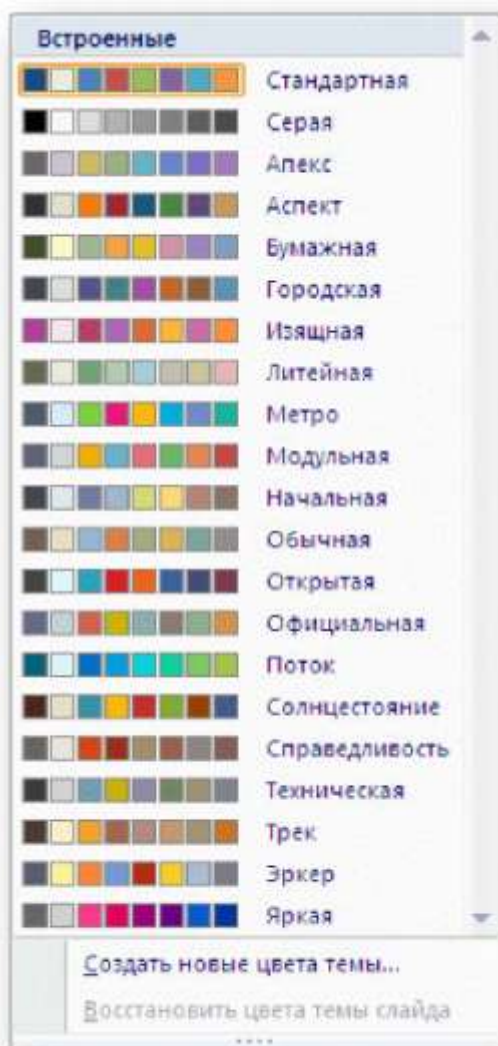 Встроенные
Стандартная
Серая
Апекс
Аспект
Бумажная
Городская
Изящная
Литейная
Метро
Модульная
Начальная
Обычная
Открытая
Официальная
Поток
Солнцестояние
Справедливость
Техническая
Трек
Эркер
Яркая
Создать новые цвета темы...
Восстановить цвета темы слайда